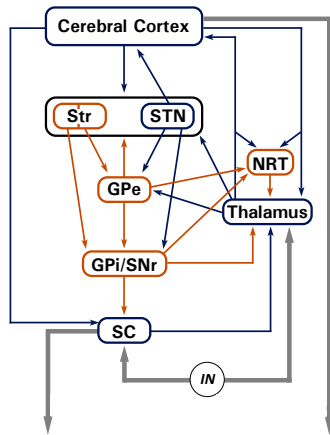 Cerebral Cortex
Str STN
NRT
GPe
Thalamus
GPi/SNr
SC
IN